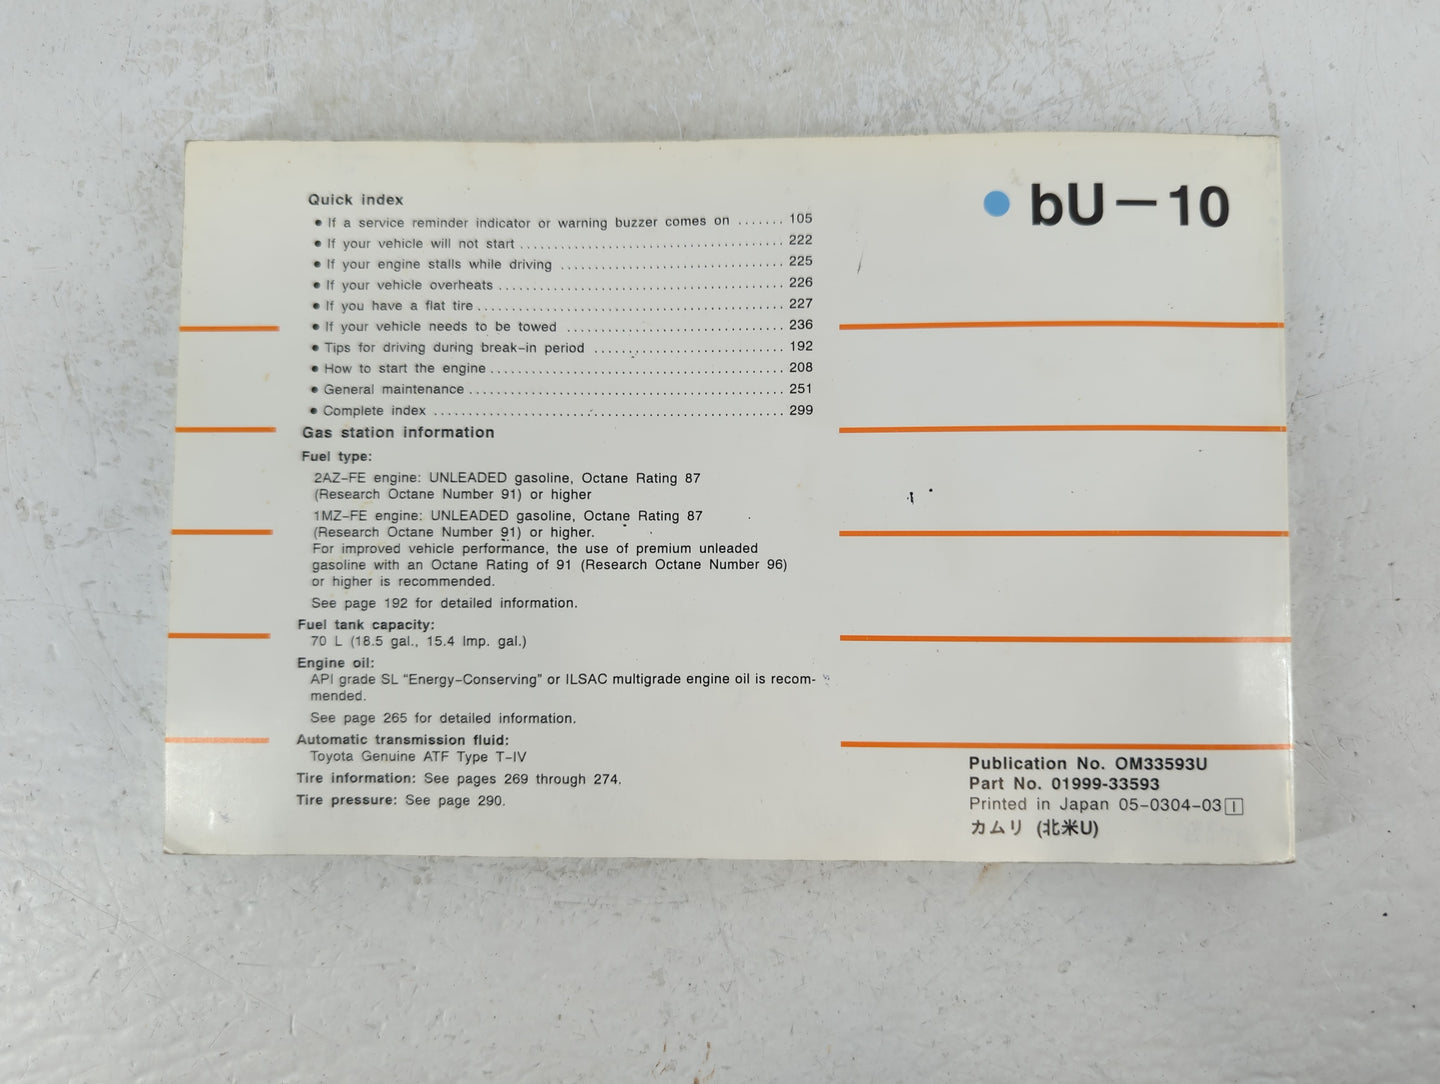 Quick index
● If a service reminder indicator or warning buzzer comes on ....... 105
● If your vehicle will not start ........................................ 222
● If your engine stalls while driving .................................. 225
● If your vehicle overheats ........................................... 226
● If you have a flat tire .............................................. 227
● If your vehicle needs to be towed ................................. 236
● Tips for driving during break-in period ............................. 192
● How to start the engine ............................................ 208
● General maintenance ............................................... 251
● Complete index .................................................... 299
Gas station information
Fuel type:
2AZ-FE engine: UNLEADED gasoline, Octane Rating 87
(Research Octane Number 91) or higher
1MZ-FE engine: UNLEADED gasoline, Octane Rating 87
(Research Octane Number 91) or higher.
For improved vehicle performance, the use of premium unleaded
gasoline with an Octane Rating of 91 (Research Octane Number 96)
or higher is recommended.
See page 192 for detailed information.
Fuel tank capacity:
70 L (18.5 gal., 15.4 Imp. gal.)
Engine oil:
API grade SL “Energy-Conserving” or ILSAC multigrade engine oil is recom-
mended.
See page 265 for detailed information.
Automatic transmission fluid:
Toyota Genuine ATF Type T-IV
Tire information: See pages 269 through 274.
Tire pressure: See page 290.
● bU-10
Publication No. OM33593U
Part No. 01999-33593
Printed in Japan 05-0304-03 I
カムリ (北米U)